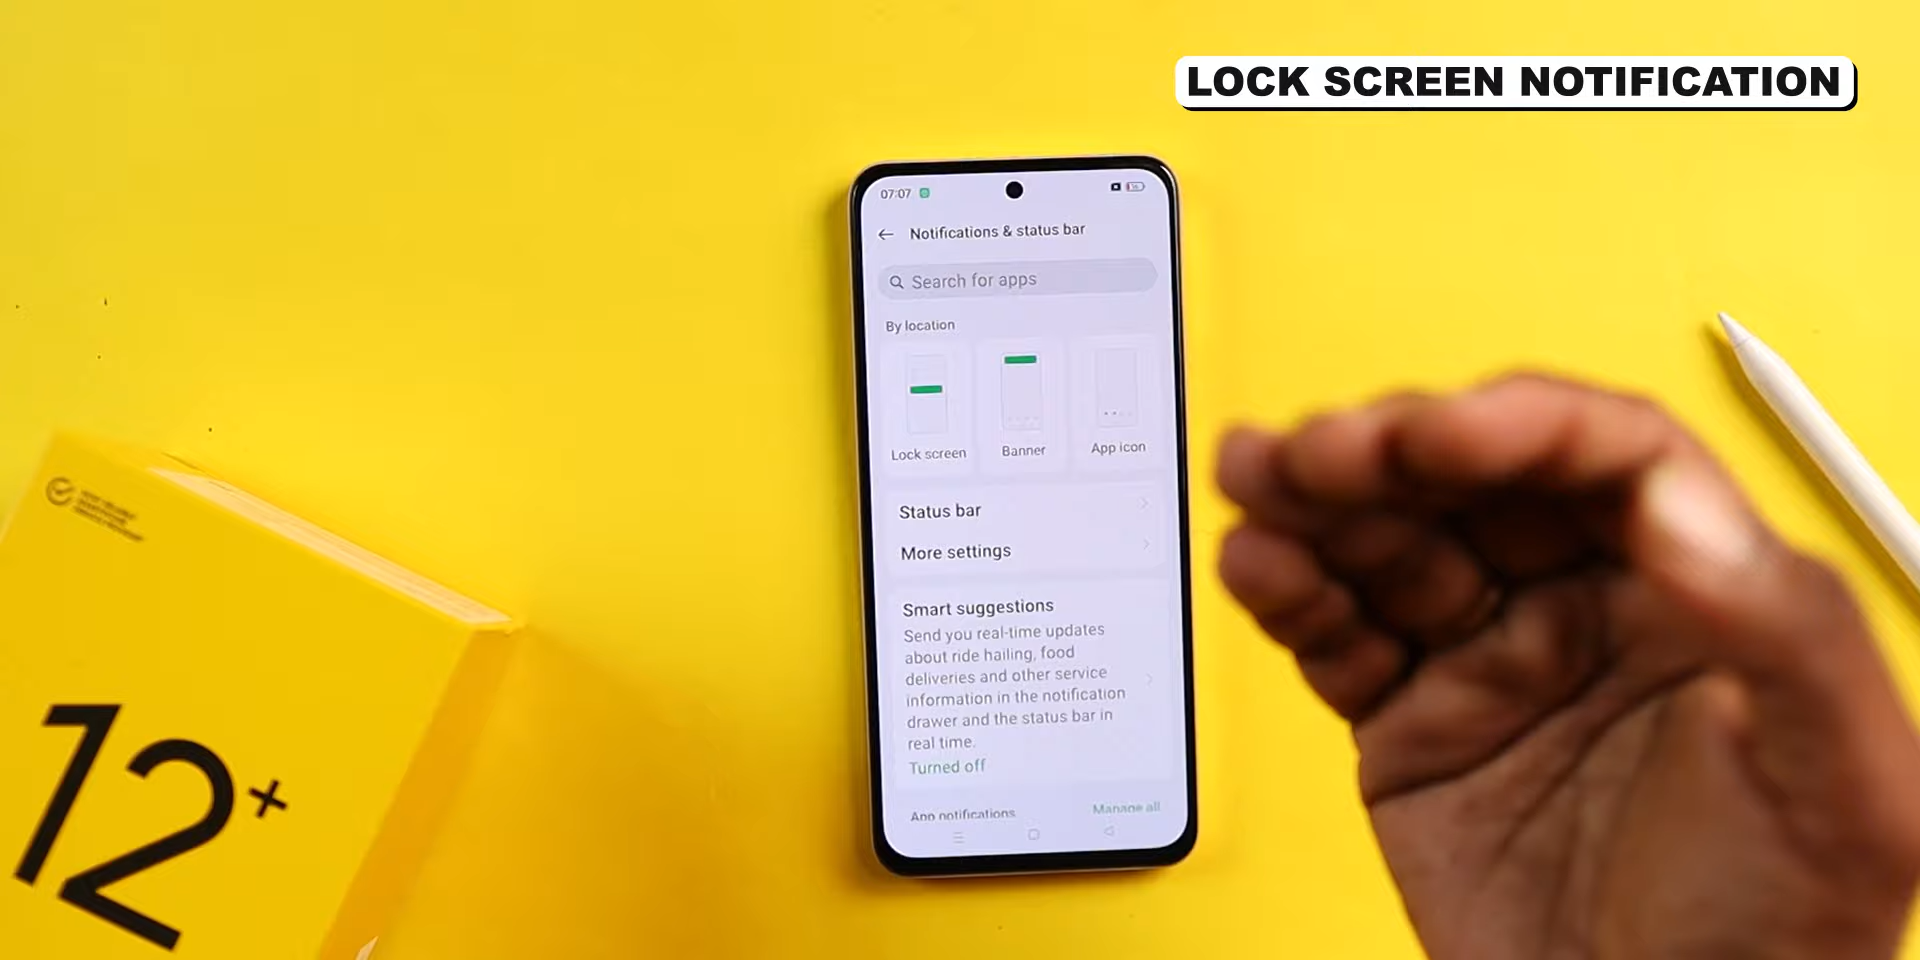 LOCK SCREEN NOTIFICATION
07:07
Notifications & status bar
Search for apps
By location
Lock screen
Banner
App icon
Status bar
More settings
Smart suggestions
Send you real-time updates
about ride hailing, food
deliveries and other service
information in the notification
drawer and the status bar in
real time.
Turned off
App notifications
Manage all
12+